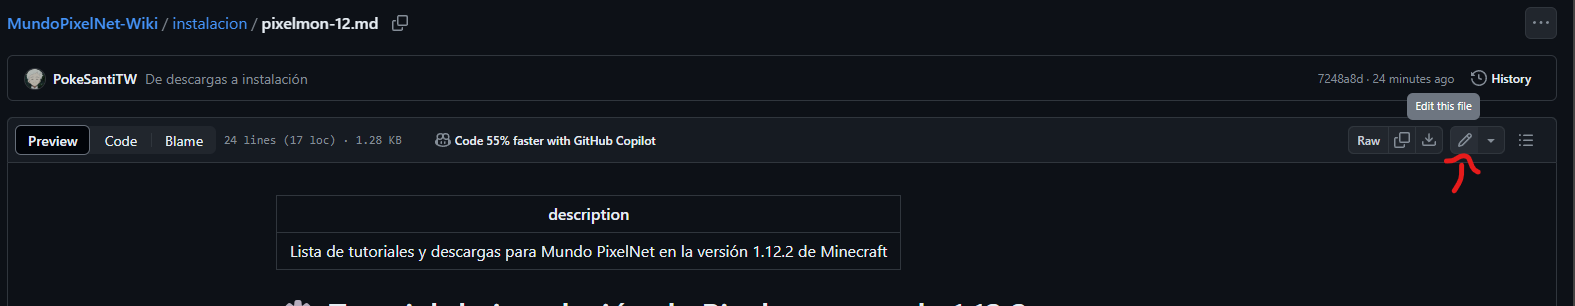 MundoPixelNet-Wiki / instalacion / pixelmon-12.md
PokeSantiTW De descargas a instalación 7248a8d · 24 minutes ago History
Edit this file
Preview Code Blame 24 lines (17 loc) · 1.28 KB Code 55% faster with GitHub Copilot Raw
description
Lista de tutoriales y descargas para Mundo PixelNet en la versión 1.12.2 de Minecraft